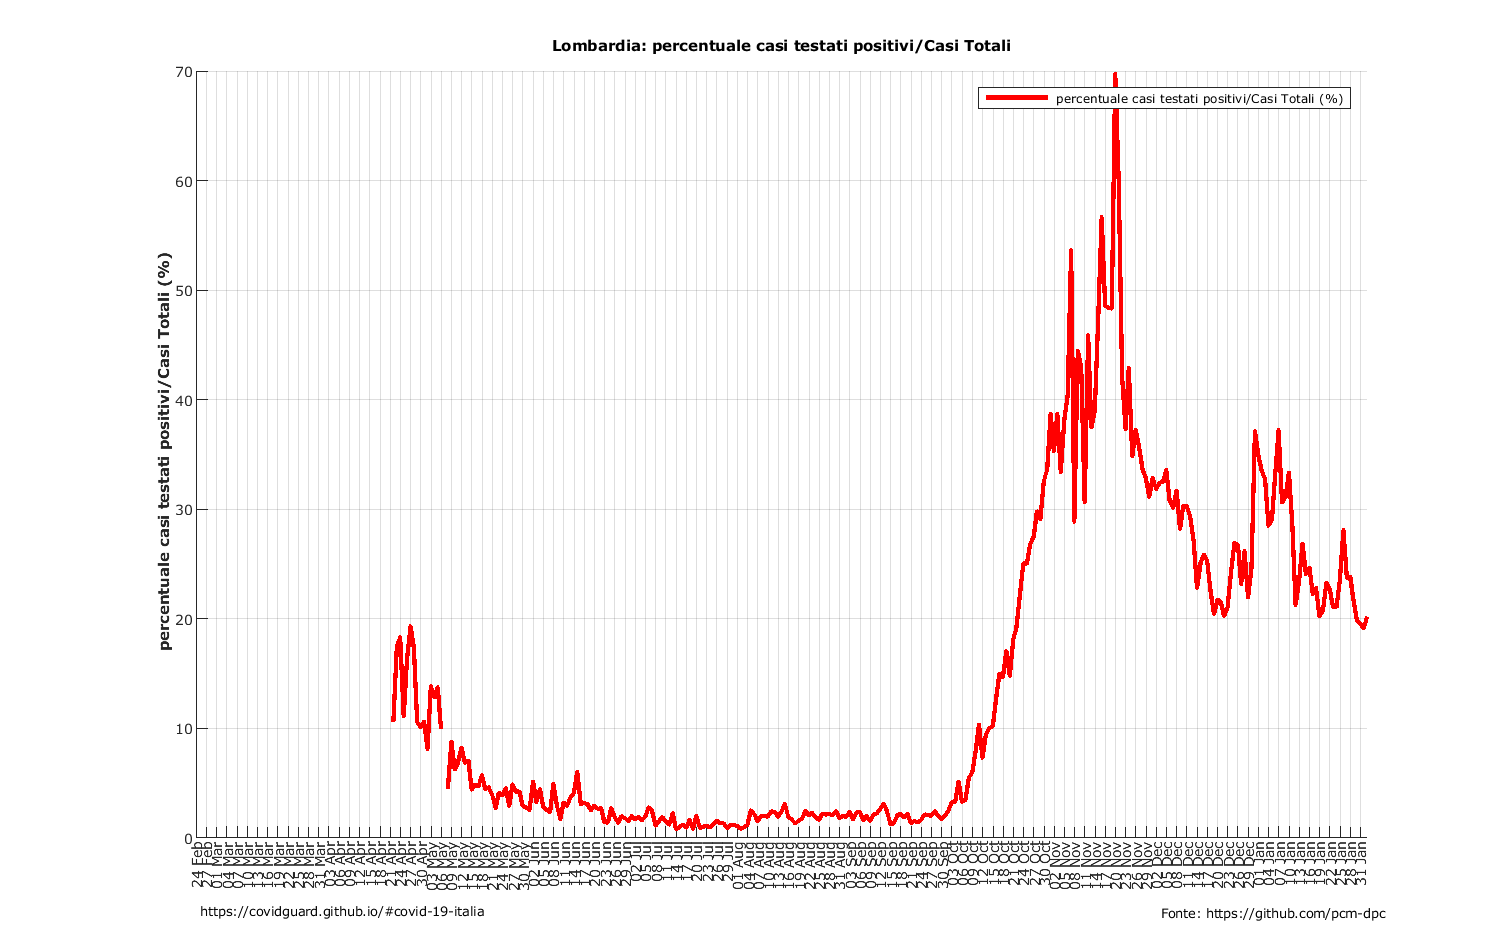 Lombardia: percentuale casi testati positivi/Casi Totali
percentuale casi testati positivi/Casi Totali (%)
percentuale casi testati positivi/Casi Totali (%)
70
60
50
40
30
20
10
0
24 Feb
27 Feb
01 Mar
04 Mar
07 Mar
10 Mar
13 Mar
16 Mar
19 Mar
22 Mar
25 Mar
28 Mar
31 Mar
03 Apr
06 Apr
09 Apr
12 Apr
15 Apr
18 Apr
21 Apr
24 Apr
27 Apr
30 Apr
03 May
06 May
09 May
12 May
15 May
18 May
21 May
24 May
27 May
30 May
02 Jun
05 Jun
08 Jun
11 Jun
14 Jun
17 Jun
20 Jun
23 Jun
26 Jun
29 Jun
02 Jul
05 Jul
08 Jul
11 Jul
14 Jul
17 Jul
20 Jul
23 Jul
26 Jul
29 Jul
01 Aug
04 Aug
07 Aug
10 Aug
13 Aug
16 Aug
19 Aug
22 Aug
25 Aug
28 Aug
31 Aug
03 Sep
06 Sep
09 Sep
12 Sep
15 Sep
18 Sep
21 Sep
24 Sep
27 Sep
30 Sep
03 Oct
06 Oct
09 Oct
12 Oct
15 Oct
18 Oct
21 Oct
24 Oct
27 Oct
30 Oct
02 Nov
05 Nov
08 Nov
11 Nov
14 Nov
17 Nov
20 Nov
23 Nov
26 Nov
29 Nov
02 Dec
05 Dec
08 Dec
11 Dec
14 Dec
17 Dec
20 Dec
23 Dec
26 Dec
29 Dec
01 Jan
04 Jan
07 Jan
10 Jan
13 Jan
16 Jan
19 Jan
22 Jan
25 Jan
28 Jan
31 Jan
https://covidguard.github.io/#covid-19-italia
Fonte: https://github.com/pcm-dpc